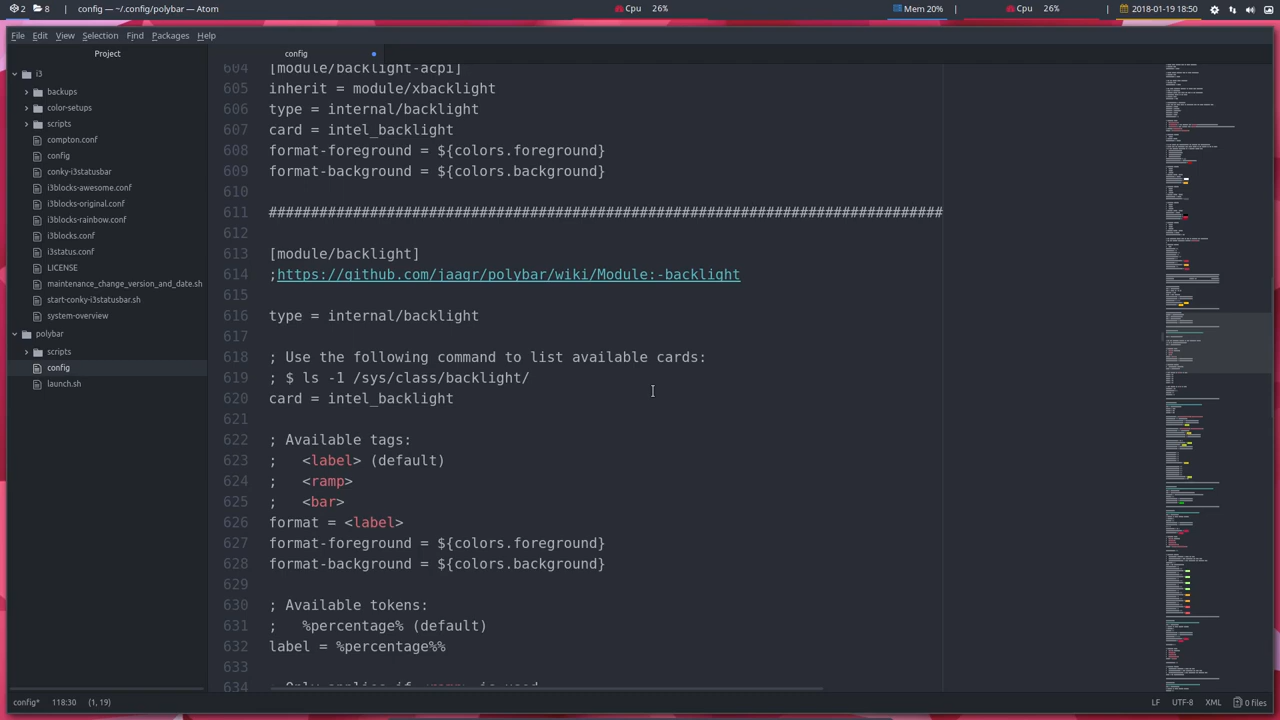 2 8 config — ~/.config/polybar — Atom Cpu 26% Mem 20% Cpu 26% 2018-01-19 18:50
File Edit View Selection Find Packages Help
Project
config
i3
backups
color-setups
scripts
compton.conf
config
conky-i3statusbar
i3blocks-awesome.conf
i3blocks-original.conf
i3blocks-rainbow.conf
i3blocks.conf
i3status.conf
LICENSE
maintenance_change_version_and_date.sh
start-conky-i3statusbar.sh
system-overview
polybar
scripts
config
launch.sh
604 [module/backlight-acpi]
605 inherit = module/xbacklight
606 type = internal/backlight
607 card = intel_backlight
608 format-foreground = ${colors.foreground}
609 format-background = ${colors.background}
610
611 ################################################################################
612
613 [module/backlight]
614 ;https://github.com/jaagr/polybar/wiki/Module:-backlight
615
616 type = internal/backlight
617
618 ; Use the following command to list available cards:
619 ; $ ls -1 /sys/class/backlight/
620 card = intel_backlight
621
622 ; Available tags:
623 ;   <label> (default)
624 ;   <ramp>
625 ;   <bar>
626 format = <label>
627 format-foreground = ${colors.foreground}
628 format-background = ${colors.background}
629
630 ; Available tokens:
631 ;   %percentage% (default)
632 label = %percentage%%
633
634 ; Only applies if <ramp> is used
config* 118:30 (1, 19) LF UTF-8 XML 0 files